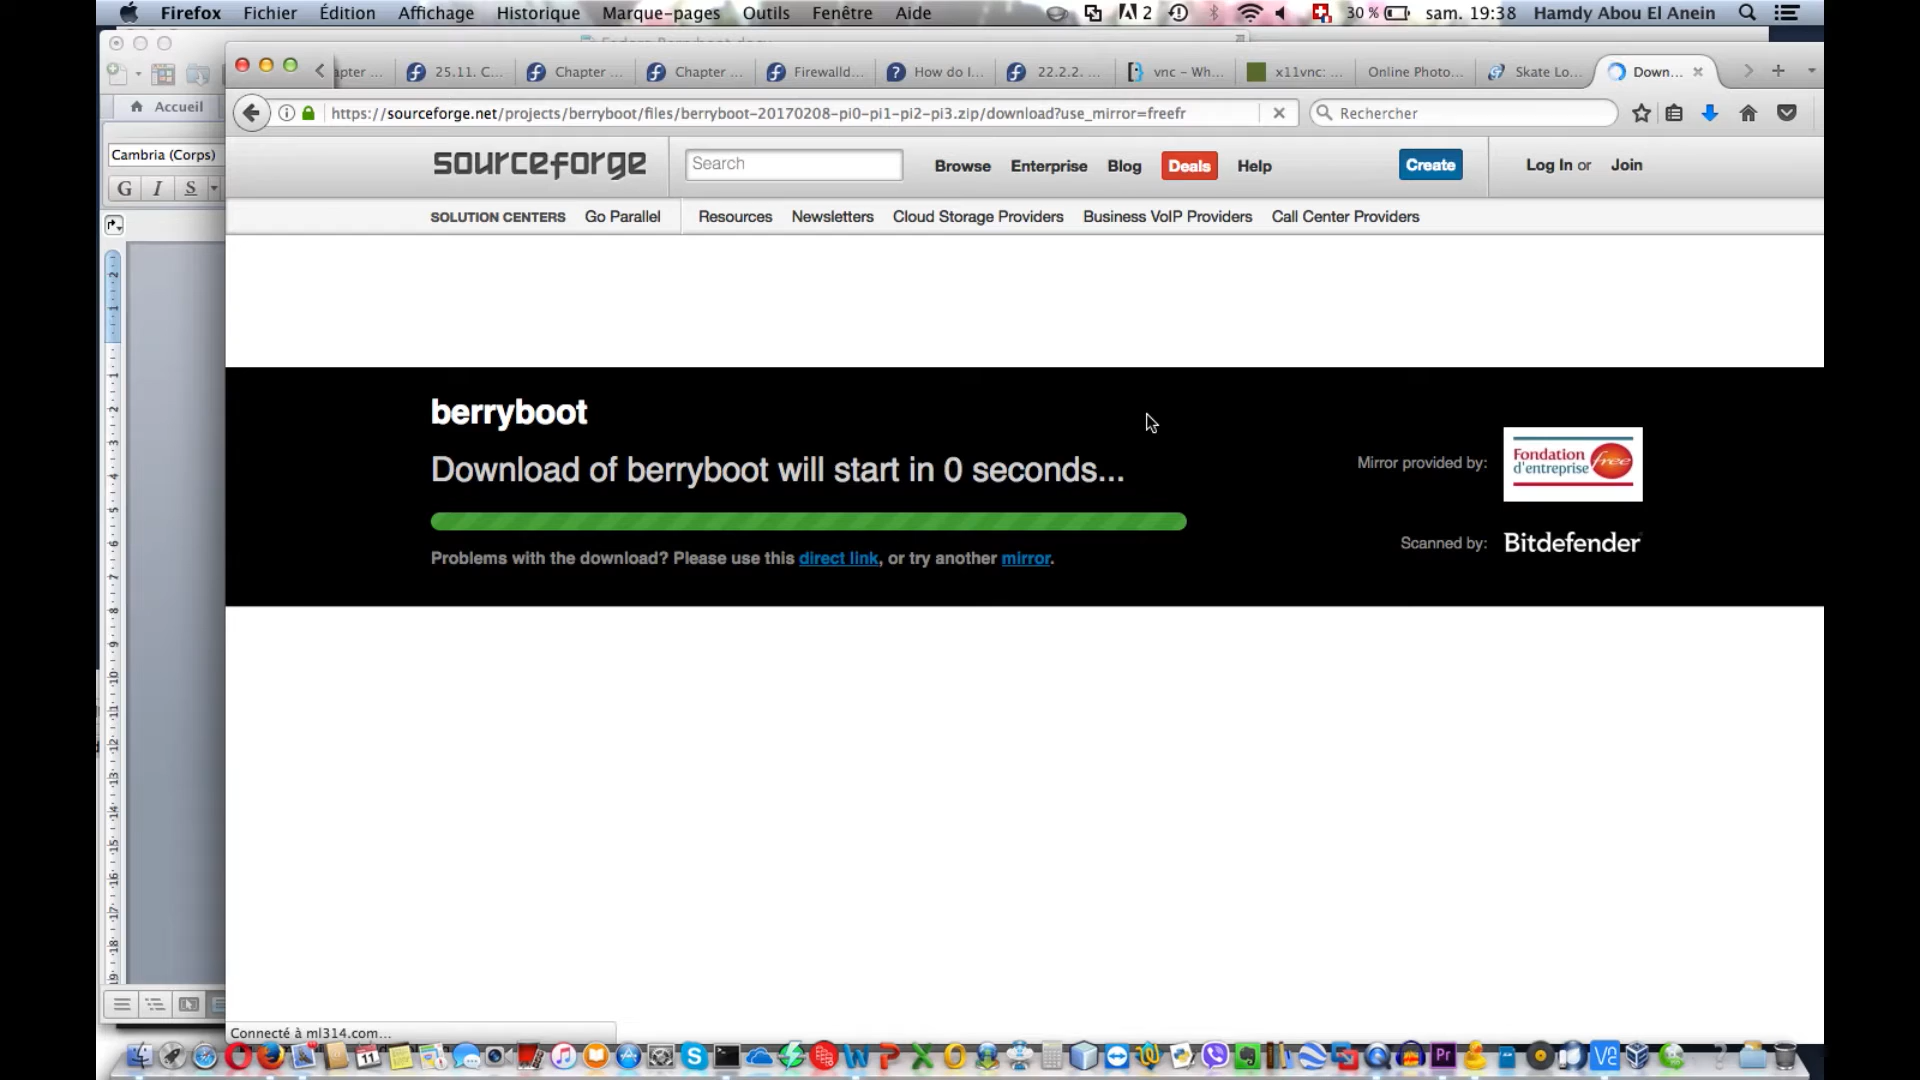 Firefox Fichier Édition Affichage Historique Marque-pages Outils Fenêtre Aide 2 30 % sam. 19:38 Hamdy Abou El Anein
apter ... 25.11. C... Chapter ... Chapter ... Firewalld... How do I... 22.2.2. ... vnc – Wh... x11vnc: ... Online Photo... Skate Lo... Down...
Accueil
https://sourceforge.net/projects/berryboot/files/berryboot-20170208-pi0-pi1-pi2-pi3.zip/download?use_mirror=freefr
Rechercher
Cambria (Corps)
G I S
sourceforge
Search
Browse Enterprise Blog Deals Help
Create
Log In or Join
SOLUTION CENTERS Go Parallel Resources Newsletters Cloud Storage Providers Business VoIP Providers Call Center Providers
berryboot
Download of berryboot will start in 0 seconds...
Problems with the download? Please use this direct link, or try another mirror.
Mirror provided by:
Fondation
d'entreprise free
Scanned by: Bitdefender
Connecté à ml314.com...